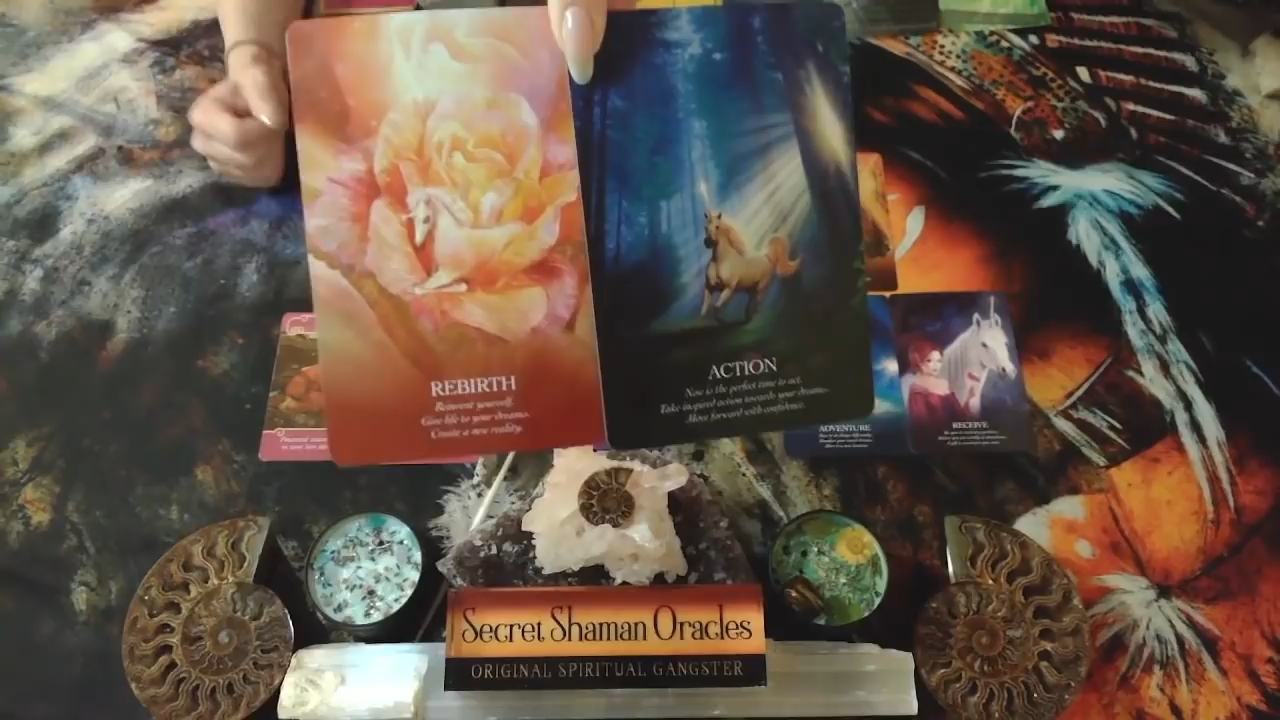 REBIRTH
Reinvent yourself.
Give life to your dreams.
Create a new reality.
ACTION
Now is the perfect time to act.
Take inspired action towards your dreams.
Move forward with confidence.
ADVENTURE
RECEIVE
Secret Shaman Oracles
ORIGINAL SPIRITUAL GANGSTER